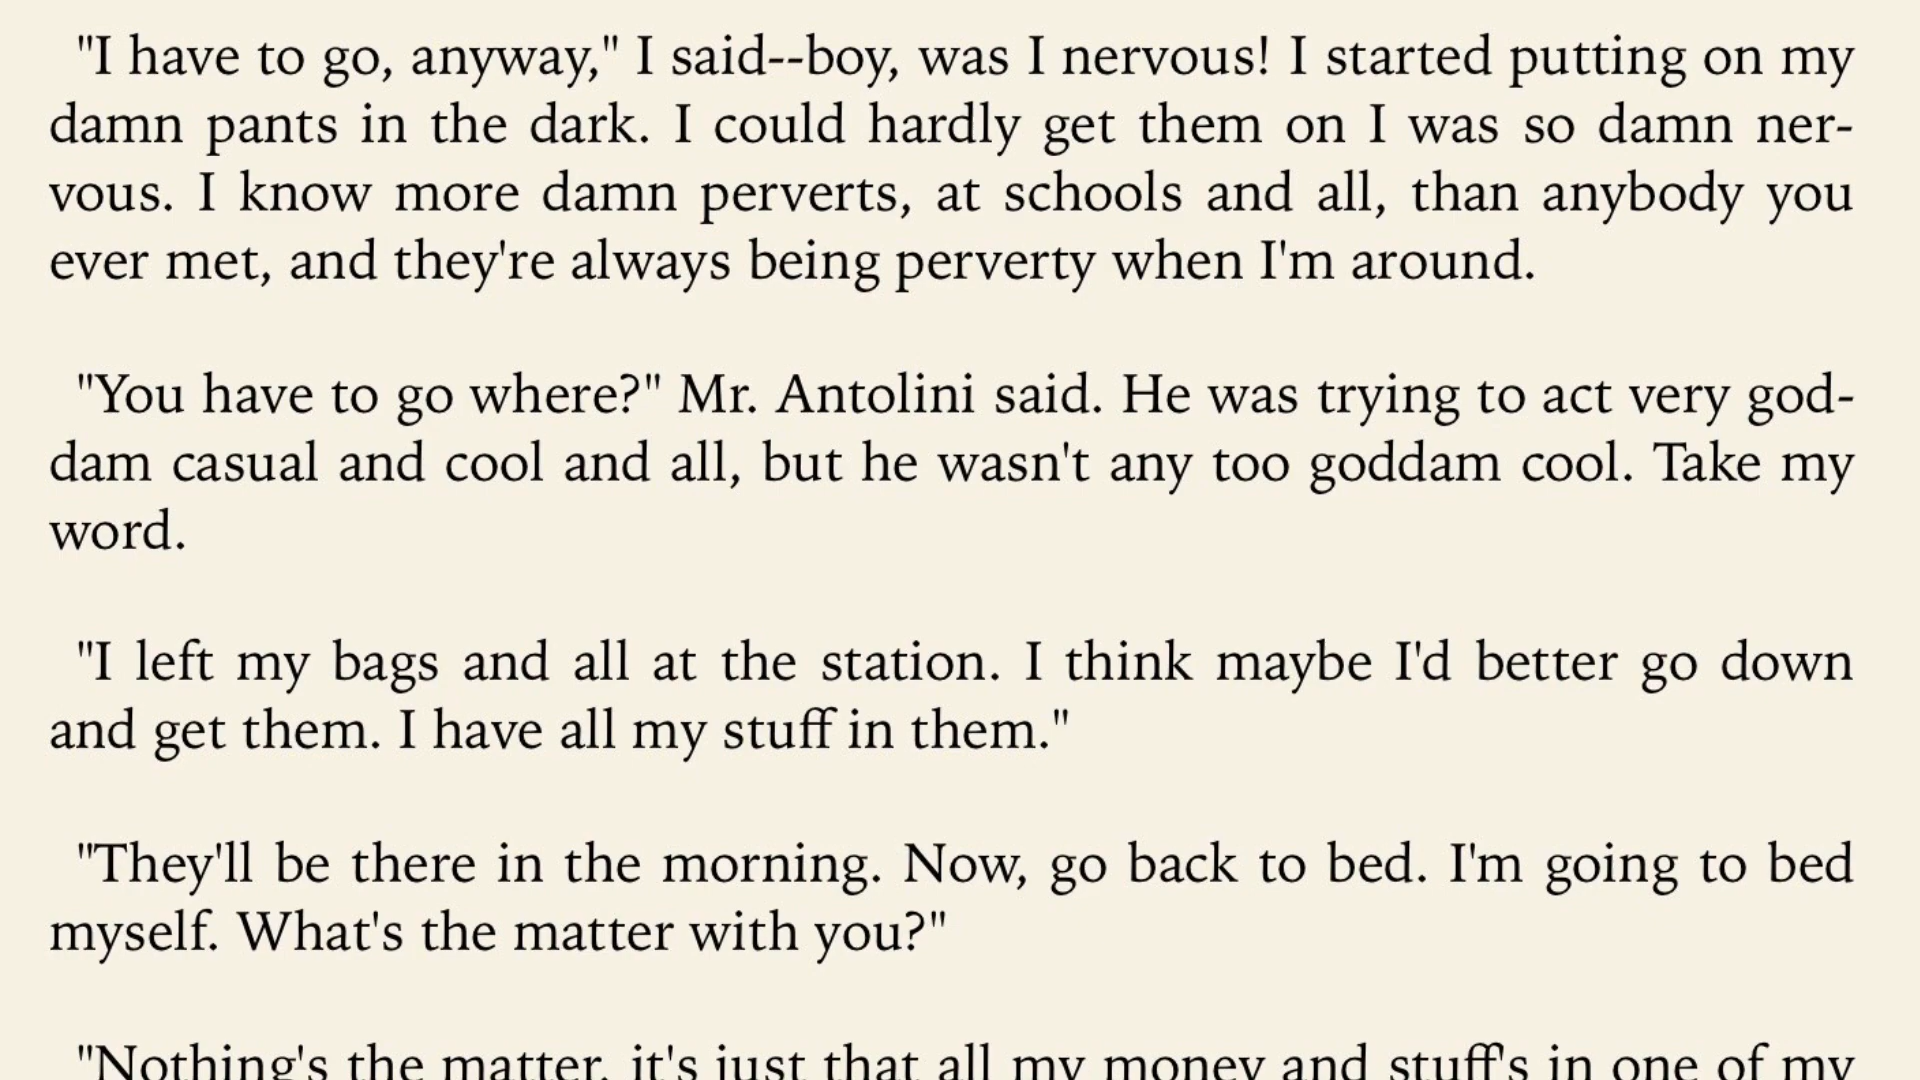 "I have to go, anyway," I said--boy, was I nervous! I started putting on my
damn pants in the dark. I could hardly get them on I was so damn ner-
vous. I know more damn perverts, at schools and all, than anybody you
ever met, and they're always being perverty when I'm around.
"You have to go where?" Mr. Antolini said. He was trying to act very god-
dam casual and cool and all, but he wasn't any too goddam cool. Take my
word.
"I left my bags and all at the station. I think maybe I'd better go down
and get them. I have all my stuff in them."
"They'll be there in the morning. Now, go back to bed. I'm going to bed
myself. What's the matter with you?"
"Nothing's the matter, it's just that all my money and stuff's in one of my